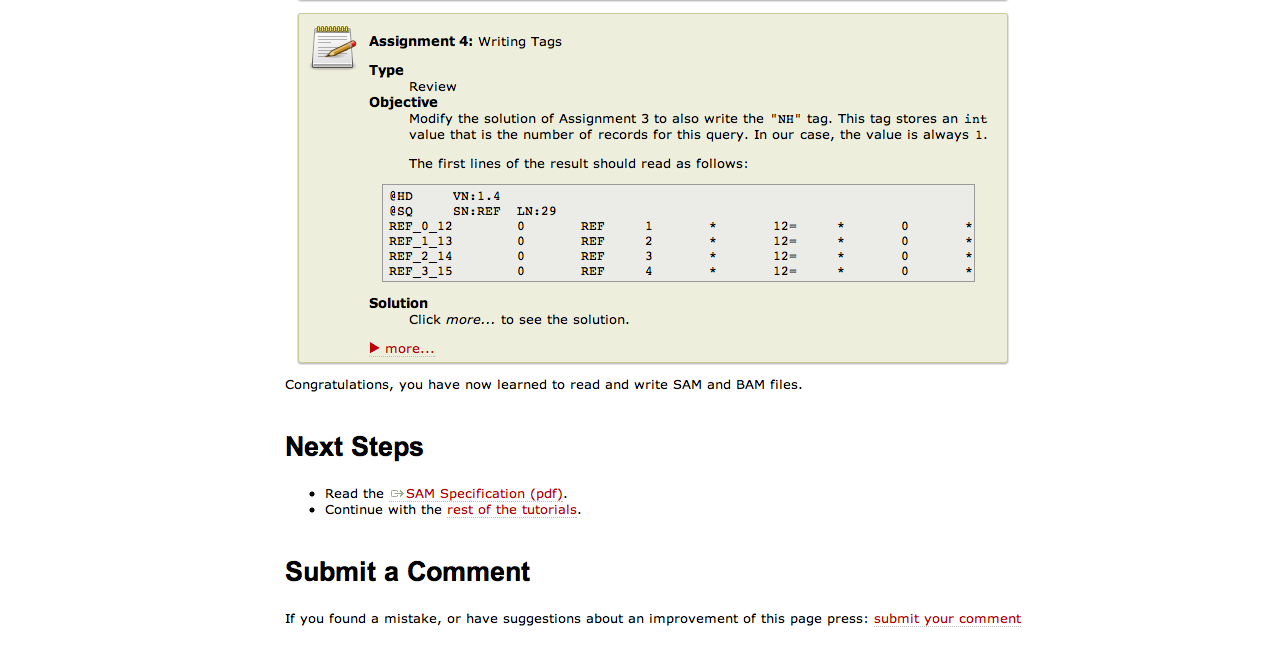 Assignment 4: Writing Tags
Type
Review
Objective
Modify the solution of Assignment 3 to also write the "NH" tag. This tag stores an int
value that is the number of records for this query. In our case, the value is always 1.
The first lines of the result should read as follows:
@HD VN:1.4
@SQ SN:REF LN:29
REF_0_12 0 REF 1 * 12= * 0 *
REF_1_13 0 REF 2 * 12= * 0 *
REF_2_14 0 REF 3 * 12= * 0 *
REF_3_15 0 REF 4 * 12= * 0 *
Solution
Click more... to see the solution.
more...
Congratulations, you have now learned to read and write SAM and BAM files.
Next Steps
Read the SAM Specification (pdf).
Continue with the rest of the tutorials.
Submit a Comment
If you found a mistake, or have suggestions about an improvement of this page press: submit your comment